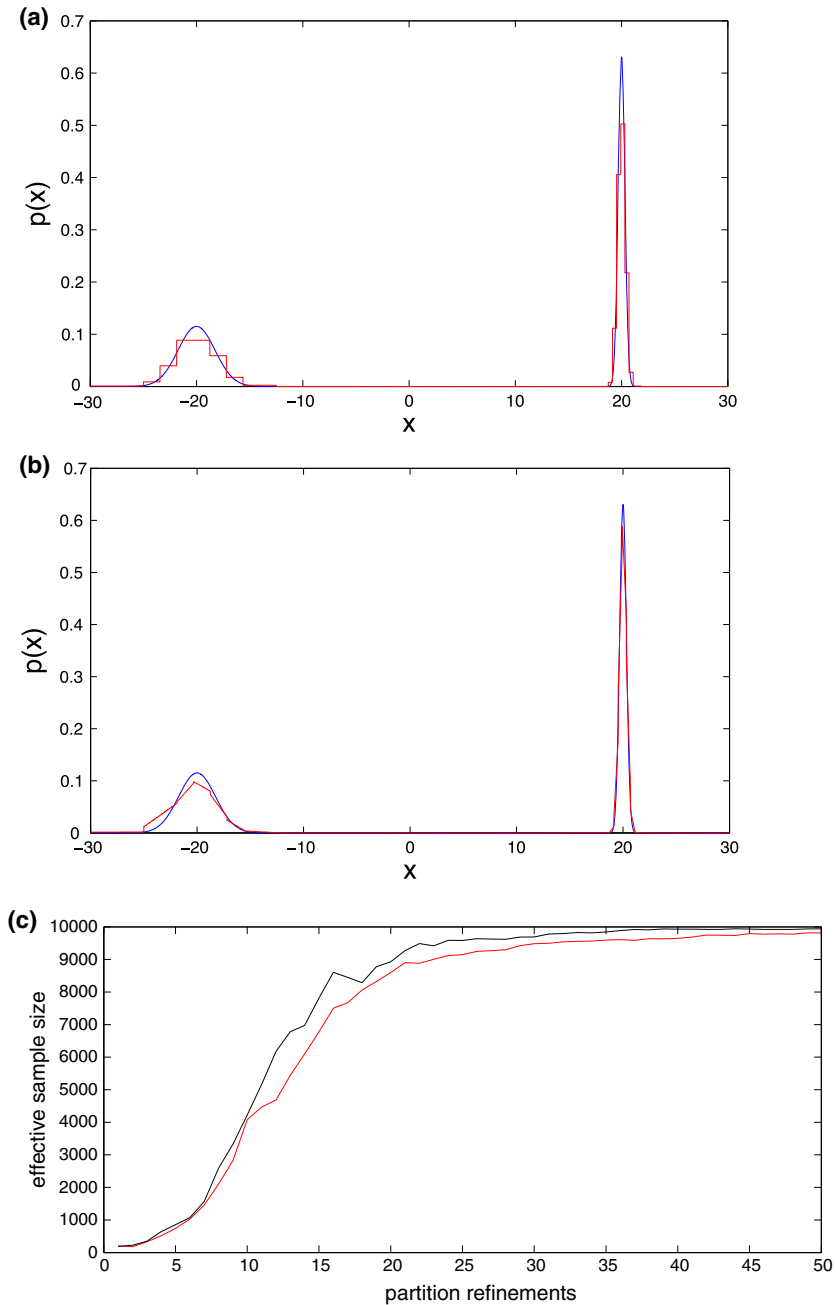 (a)
0.7
0.6
0.5
0.4
0.3
0.2
0.1
0
p(x)
−30 −20 −10 0 10 20 30
x
(b)
0.7
0.6
0.5
0.4
0.3
0.2
0.1
0
p(x)
−30 −20 −10 0 10 20 30
x
(c)
10000
9000
8000
7000
6000
5000
4000
3000
2000
1000
0
effective sample size
0 5 10 15 20 25 30 35 40 45 50
partition refinements